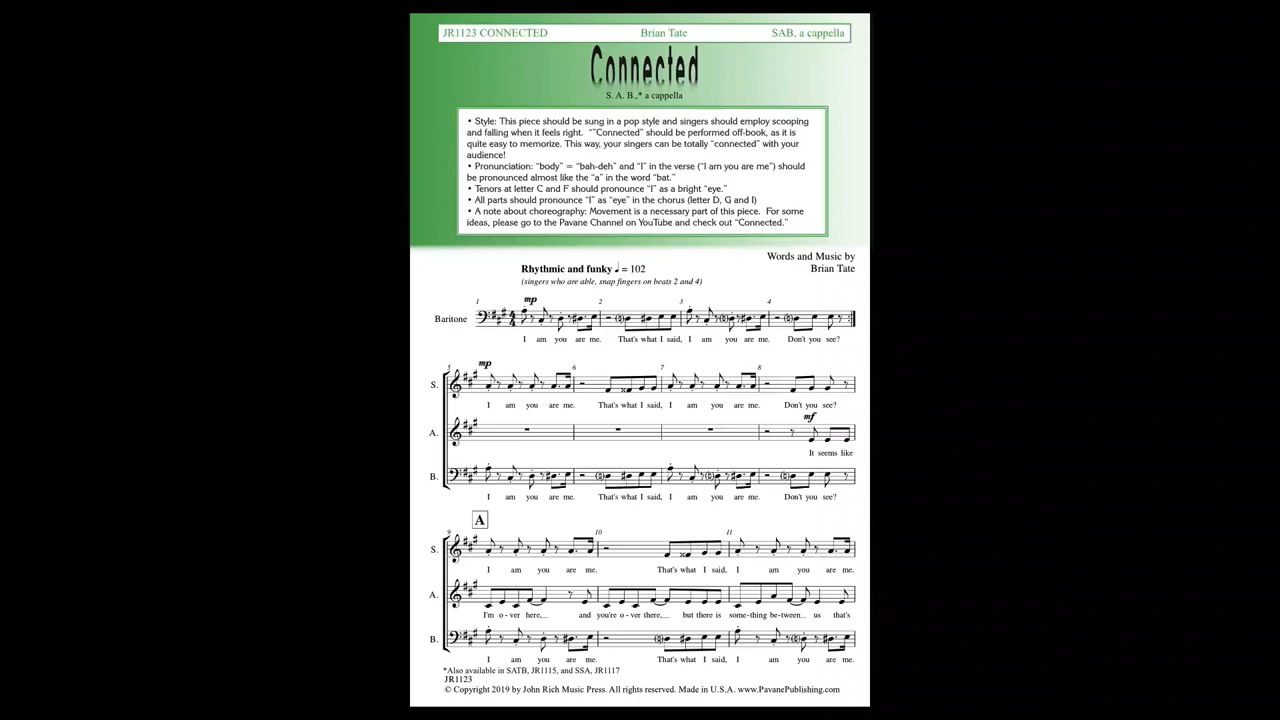 JR1123 CONNECTED Brian Tate SAB, a cappella
Connected
S. A. B.,* a cappella
• Style: This piece should be sung in a pop style and singers should employ scooping
and falling when it feels right. “"Connected” should be performed off-book, as it is
quite easy to memorize. This way, your singers can be totally “connected” with your
audience!
• Pronunciation: “body” = “bah-deh” and “I” in the verse (“I am you are me”) should
be pronounced almost like the “a” in the word “bat.”
• Tenors at letter C and F should pronounce “I” as a bright “eye.”
• All parts should pronounce “I” as “eye” in the chorus (letter D, G and I)
• A note about choreography: Movement is a necessary part of this piece. For some
ideas, please go to the Pavane Channel on YouTube and check out “Connected.”
Words and Music by
Brian Tate
Rhythmic and funky ♩ = 102
(singers who are able, snap fingers on beats 2 and 4)
1 mp 2 3 4
Baritone
I am you are me. That's what I said, I am you are me. Don't you see?
mp
5 6 7 8
S.
I am you are me. That's what I said, I am you are me. Don't you see?
mf
A.
It seems like
B.
I am you are me. That's what I said, I am you are me. Don't you see?
A
9 10 11
S.
I am you are me. That's what I said, I am you are me.
A.
I'm o - ver here,... and you're o - ver there,... but there is some-thing be-tween... us that's
B.
I am you are me. That's what I said, I am you are me.
*Also available in SATB, JR1115, and SSA, JR1117
JR1123
© Copyright 2019 by John Rich Music Press. All rights reserved. Made in U.S.A. www.PavanePublishing.com